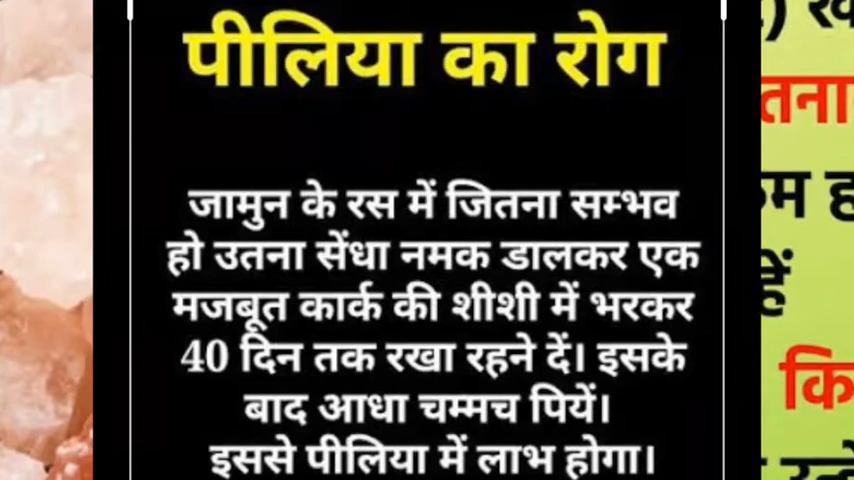 पीलिया का रोग
जामुन के रस में जितना सम्भव
हो उतना सेंधा नमक डालकर एक
मजबूत कार्क की शीशी में भरकर
40 दिन तक रखा रहने दें। इसके
बाद आधा चम्मच पियें।
इससे पीलिया में लाभ होगा।